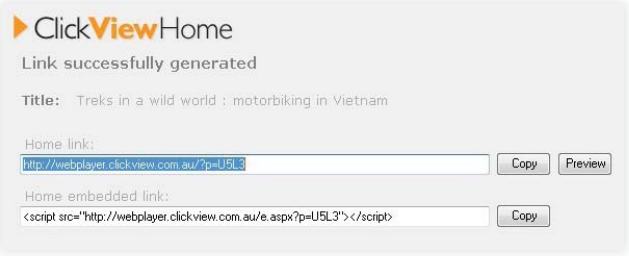 ClickViewHome
Link successfully generated
Title: Treks in a wild world : motorbiking in Vietnam
Home link:
http://webplayer.clickview.com.au/?p=U5L3 Copy Preview
Home embedded link:
<script src="http://webplayer.clickview.com.au/e.aspx?p=U5L3"></script> Copy